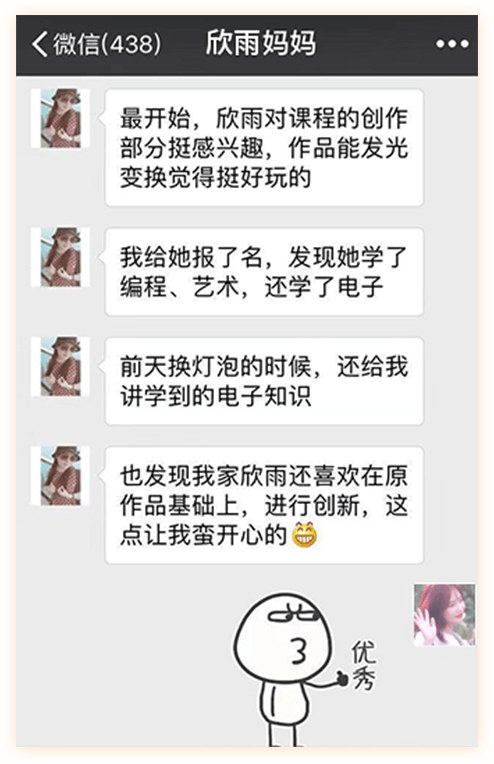 微信(438)
欣雨妈妈
最开始，欣雨对课程的创作
部分挺感兴趣，作品能发光
变换觉得挺好玩的
我给她报了名，发现她学了
编程、艺术，还学了电子
前天换灯泡的时候，还给我
讲学到的电子知识
也发现我家欣雨还喜欢在原
作品基础上，进行创新，这
点让我蛮开心的😁
优
秀